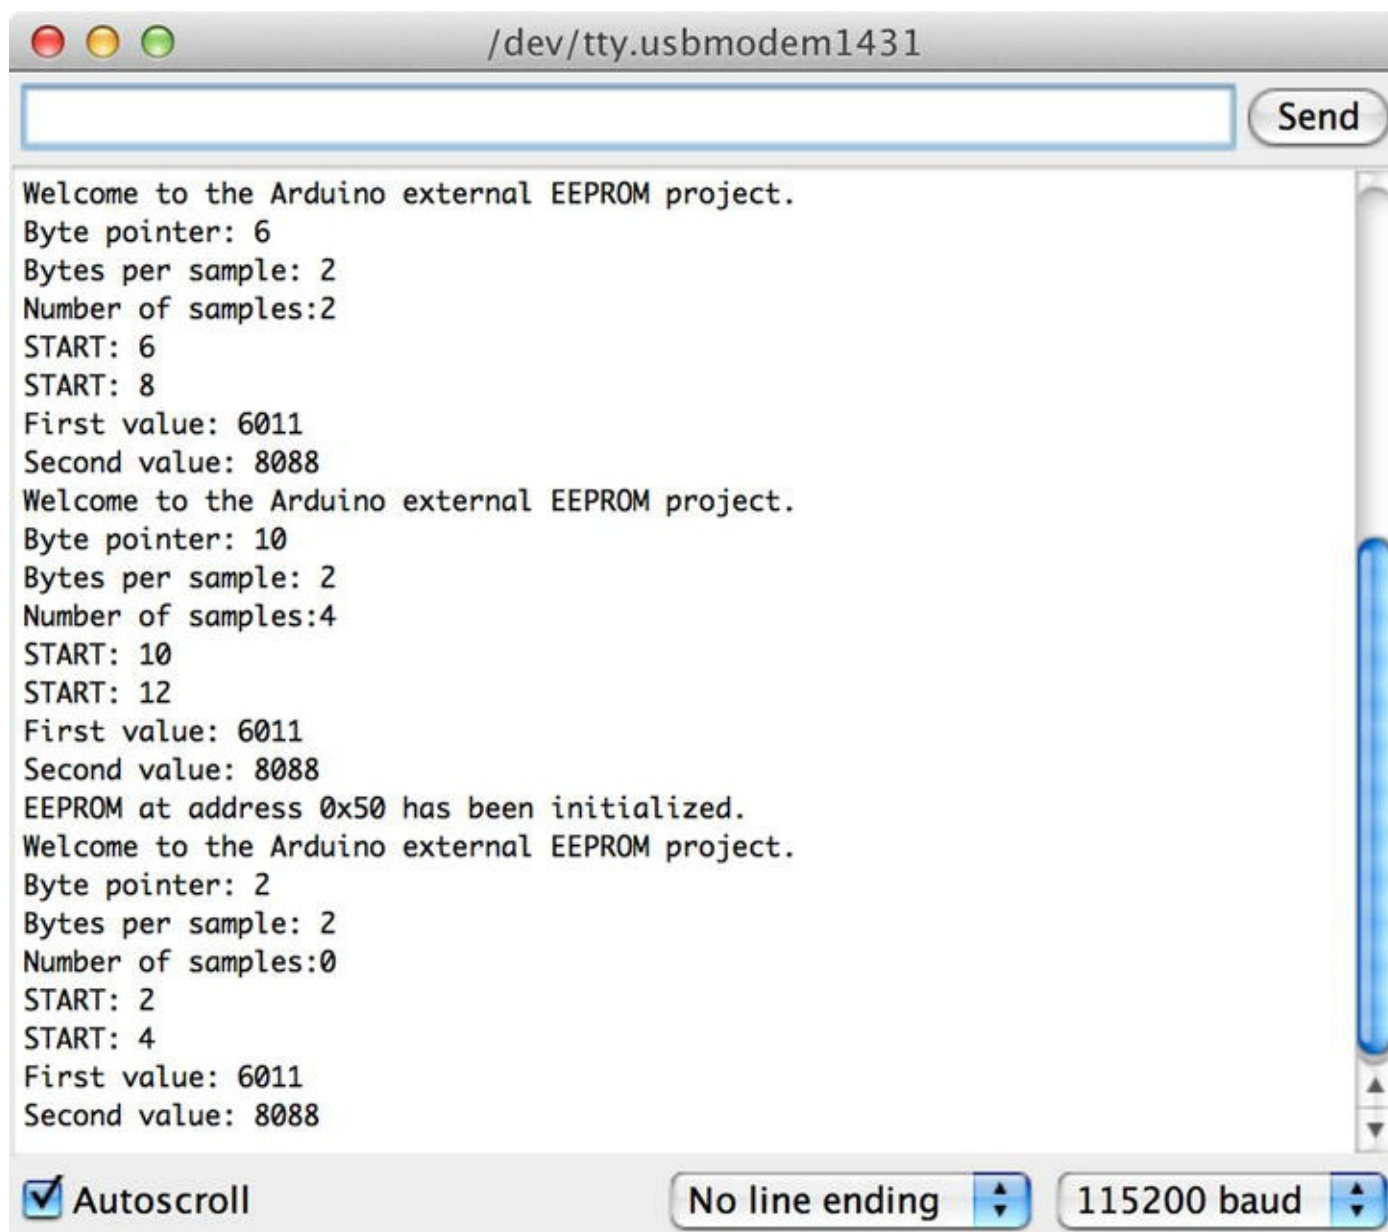 /dev/tty.usbmodem1431
Send
Welcome to the Arduino external EEPROM project.
Byte pointer: 6
Bytes per sample: 2
Number of samples:2
START: 6
START: 8
First value: 6011
Second value: 8088
Welcome to the Arduino external EEPROM project.
Byte pointer: 10
Bytes per sample: 2
Number of samples:4
START: 10
START: 12
First value: 6011
Second value: 8088
EEPROM at address 0x50 has been initialized.
Welcome to the Arduino external EEPROM project.
Byte pointer: 2
Bytes per sample: 2
Number of samples:0
START: 2
START: 4
First value: 6011
Second value: 8088
Autoscroll
No line ending
115200 baud